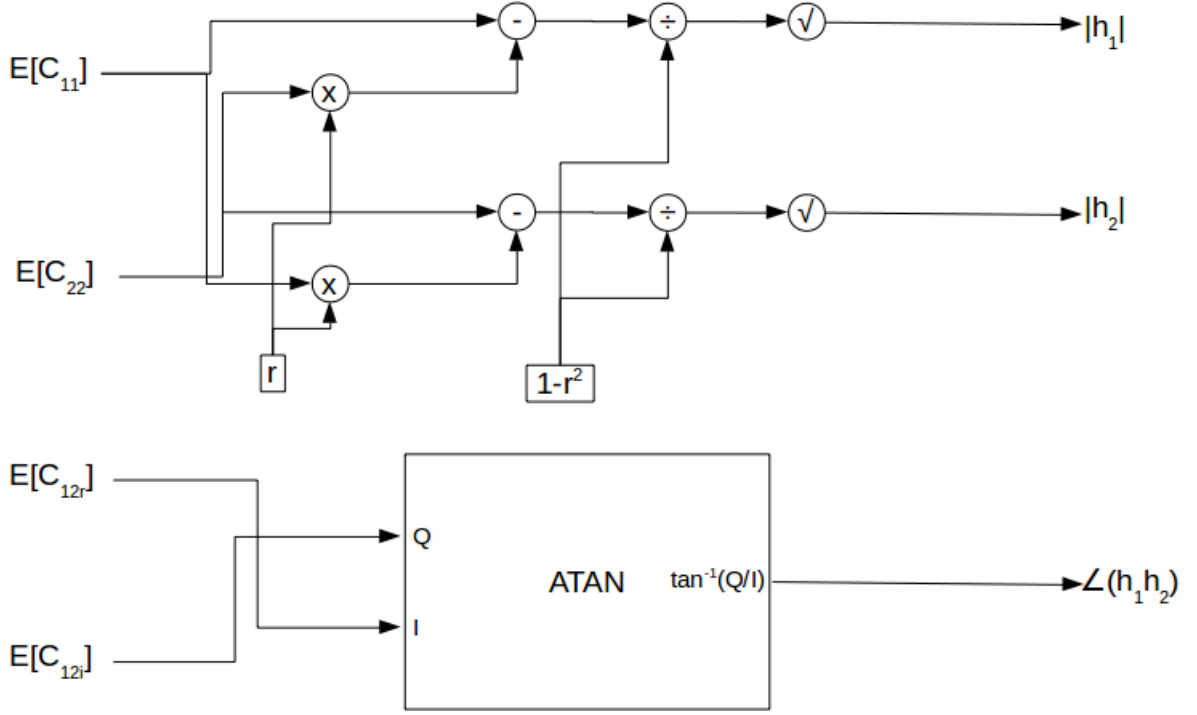 - ÷ √ |h₁|
E[C₁₁]
x
- ÷ √ |h₂|
E[C₂₂]
x
r
1-r²
E[C₁₂ᵣ]
Q
ATAN tan⁻¹(Q/I) ∠(h₁h₂)
I
E[C₁₂ᵢ]